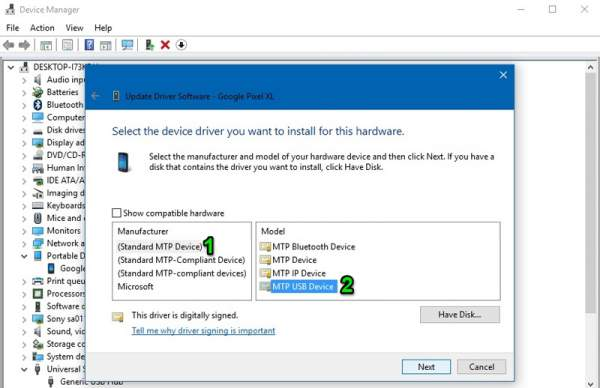 Device Manager
File Action View Help
DESKTOP-I73K
Audio inp
Batteries
Bluetooth
Computer
Disk drives
Display ad
DVD/CD-R
Human Int
IDE ATA/A
Imaging d
Keyboards
Mice and o
Monitors
Network a
Portable D
Google
Print queu
Processors
Software d
Sony sa01
Sound, vi
Storage co
System de
Universal S
Generic USB Hub
Update Driver Software - Google Pixel XL
Select the device driver you want to install for this hardware.
Select the manufacturer and model of your hardware device and then click Next. If you have a
disk that contains the driver you want to install, click Have Disk.
Show compatible hardware
Manufacturer
(Standard MTP Device) 1
(Standard MTP-Compliant Device)
(Standard MTP-compliant devices)
Microsoft
Model
MTP Bluetooth Device
MTP Device
MTP IP Device
MTP USB Device 2
This driver is digitally signed.
Tell me why driver signing is important
Have Disk...
Next
Cancel